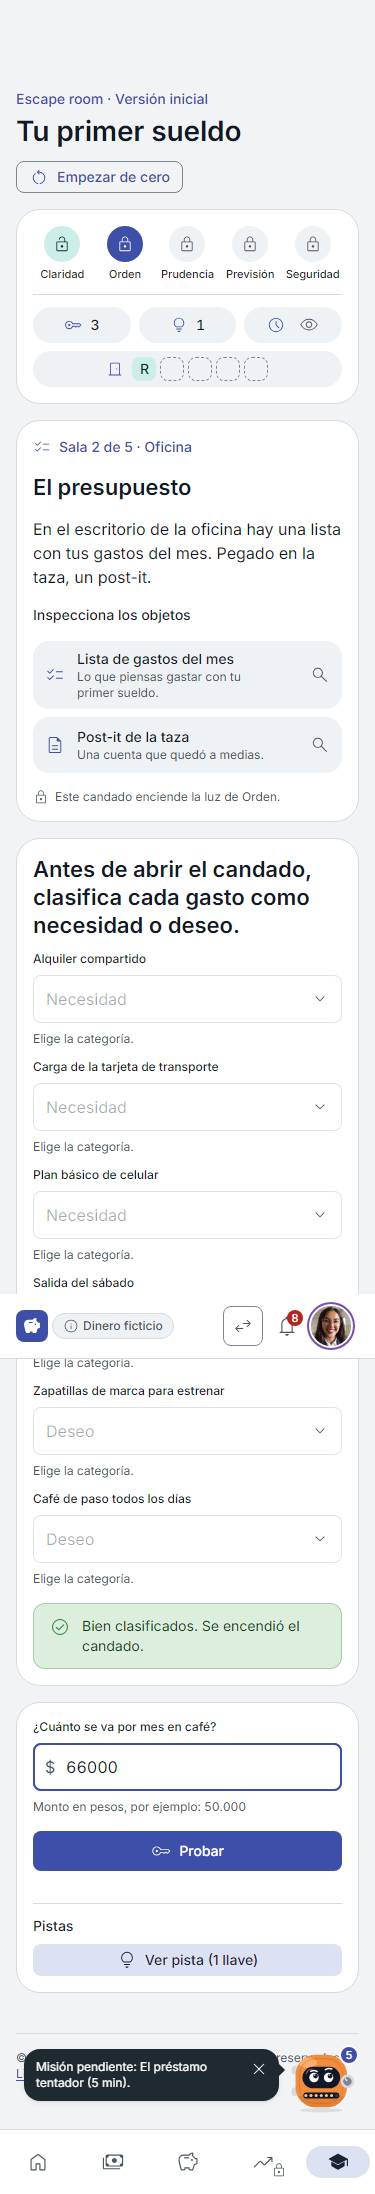 Escape room · Versión inicial
Tu primer sueldo
Empezar de cero
Claridad
Orden
Prudencia
Previsión
Seguridad
3
1
R
Sala 2 de 5 · Oficina
El presupuesto
En el escritorio de la oficina hay una lista
con tus gastos del mes. Pegado en la
taza, un post-it.
Inspecciona los objetos
Lista de gastos del mes
Lo que piensas gastar con tu
primer sueldo.
Post-it de la taza
Una cuenta que quedó a medias.
Este candado enciende la luz de Orden.
Antes de abrir el candado,
clasifica cada gasto como
necesidad o deseo.
Alquiler compartido
Necesidad
Elige la categoría.
Carga de la tarjeta de transporte
Necesidad
Elige la categoría.
Plan básico de celular
Necesidad
Elige la categoría.
Salida del sábado
Dinero ficticio
8
Elige la categoría.
Zapatillas de marca para estrenar
Deseo
Elige la categoría.
Café de paso todos los días
Deseo
Elige la categoría.
Bien clasificados. Se encendió el
candado.
¿Cuánto se va por mes en café?
$ 66000
Monto en pesos, por ejemplo: 50.000
Probar
Pistas
Ver pista (1 llave)
©
5
Misión pendiente: El préstamo
tentador (5 min).